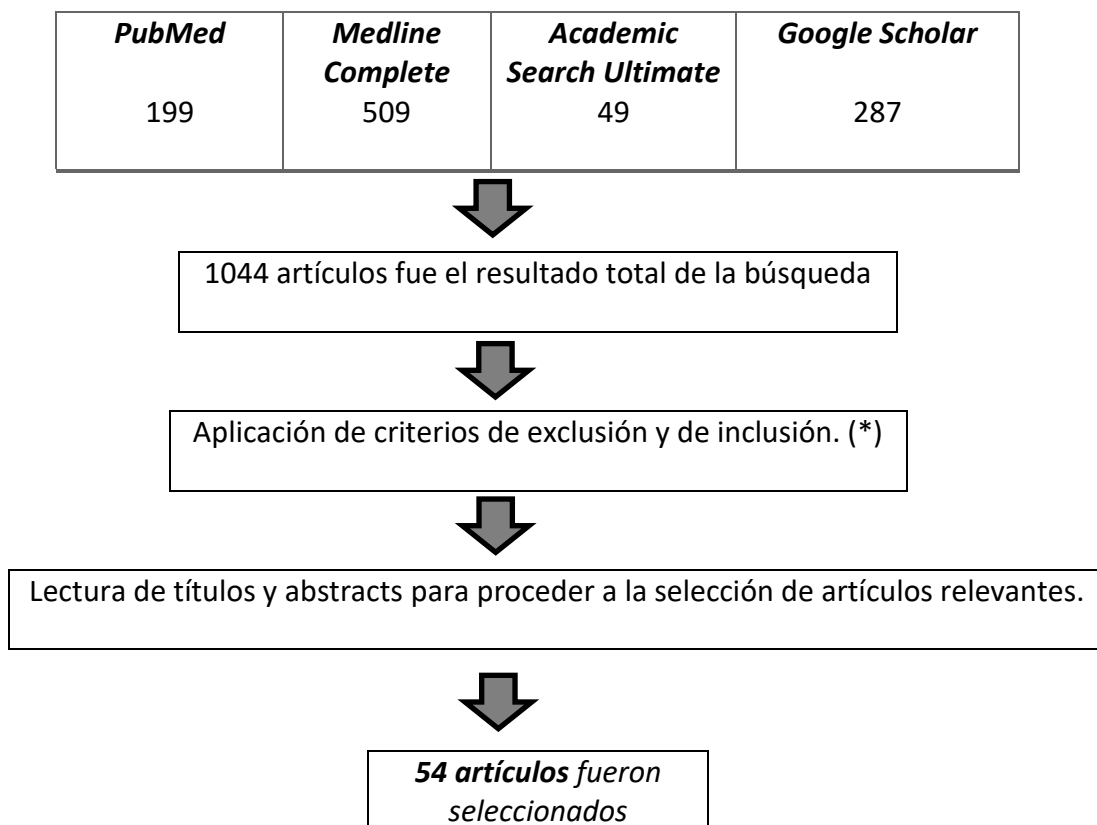 PubMed
Medline
Complete
Academic
Search Ultimate
Google Scholar
199
509
49
287
1044 artículos fue el resultado total de la búsqueda
Aplicación de criterios de exclusión y de inclusión. (*)
Lectura de títulos y abstracts para proceder a la selección de artículos relevantes.
54 artículos fueron
seleccionados